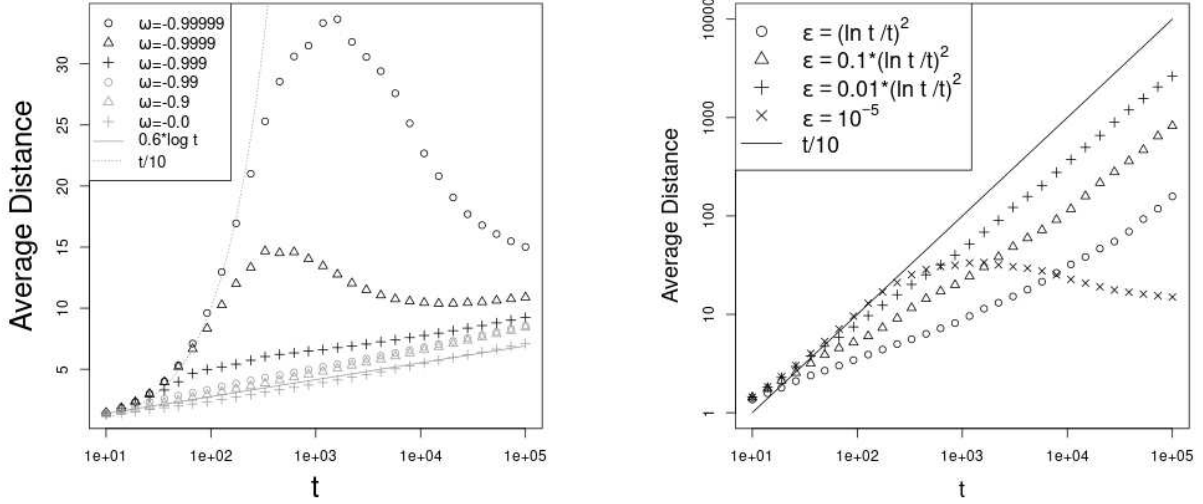 ω=-0.99999
ω=-0.9999
ω=-0.999
ω=-0.99
ω=-0.9
ω=-0.0
0.6*log t
t/10
Average Distance
30
25
20
15
10
5
1e+01 1e+02 1e+03 1e+04 1e+05
t
ε = (ln t /t)²
ε = 0.1*(ln t /t)²
ε = 0.01*(ln t /t)²
ε = 10⁻⁵
t/10
Average Distance
10000
1000
100
10
1
1e+01 1e+02 1e+03 1e+04 1e+05
t